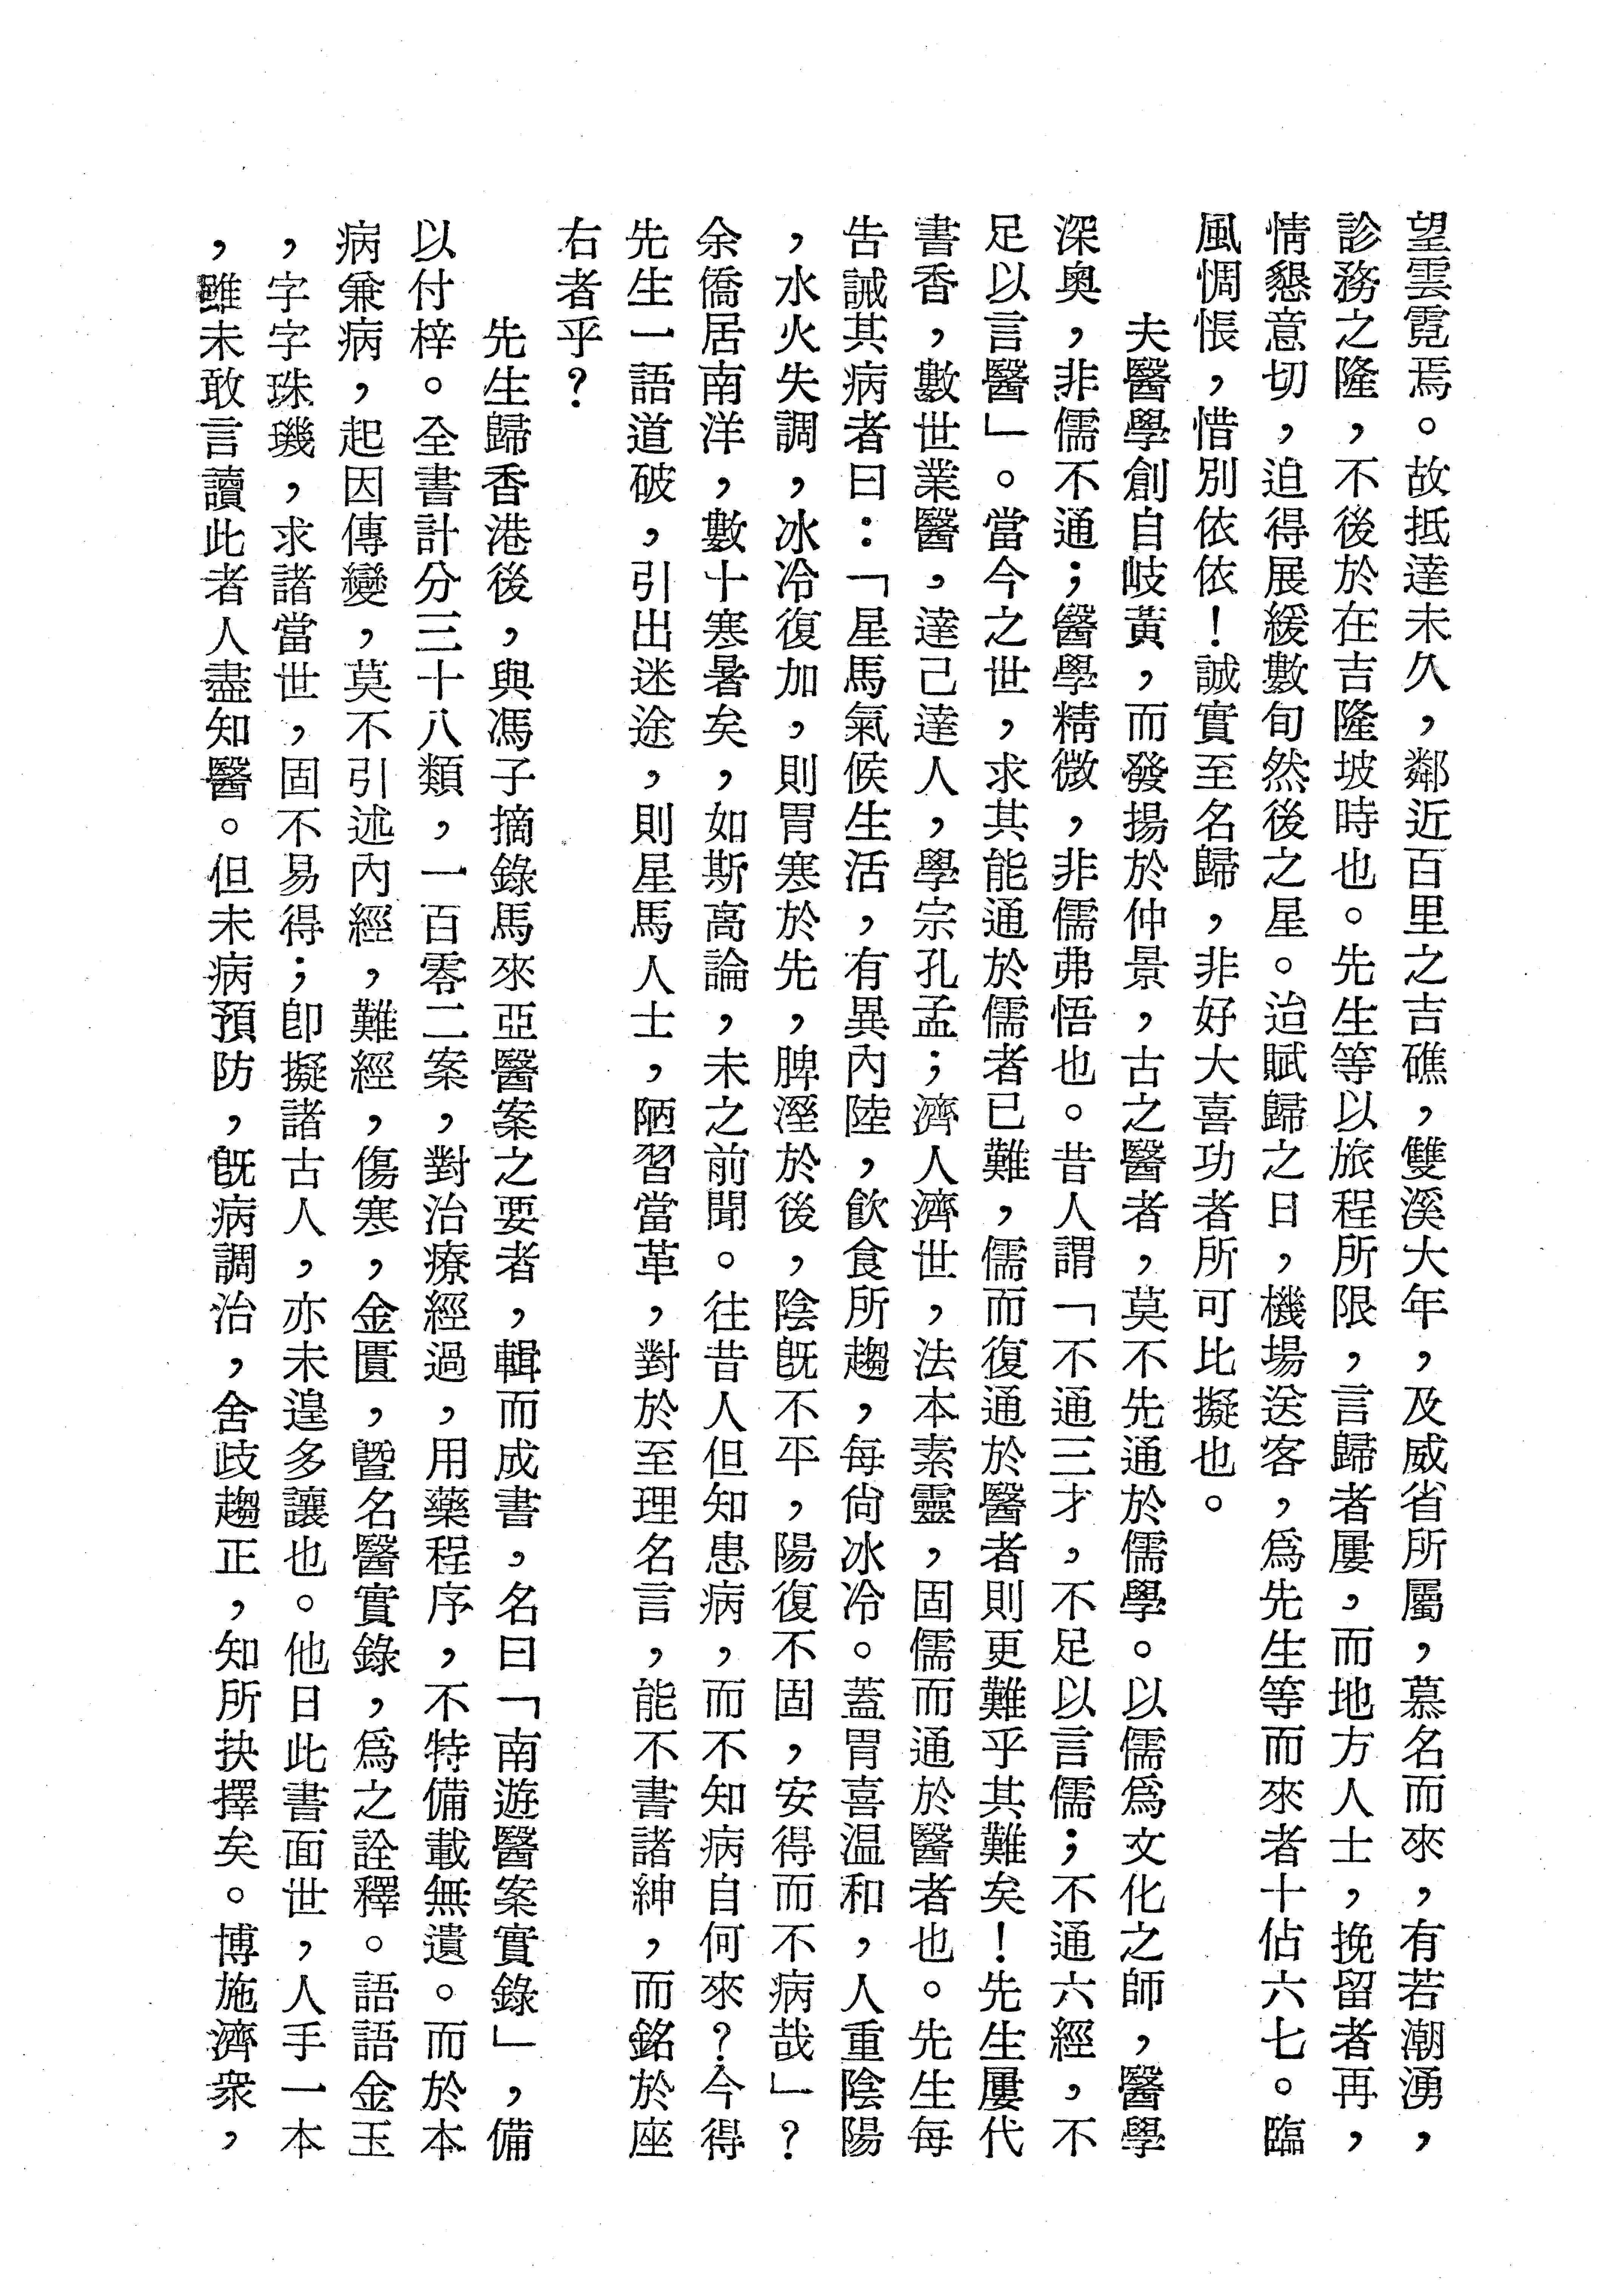 望雲霓焉。故抵達未久，鄰近百里之吉礁，雙溪大年，及威省所屬，慕名而來，有若潮湧，
診務之隆，不後於在吉隆坡時也。先生等以旅程所限，言歸者屢，而地方人士，挽留者再，
情懇意切，迫得展緩數旬然後之星。迨賦歸之日，機場送客，爲先生等而來者十佔六七。臨
風惆悵，惜別依依！誠實至名歸，非好大喜功者所可比擬也。
夫醫學創自岐黃，而發揚於仲景，古之醫者，莫不先通於儒學。以儒爲文化之師，醫學
深奧，非儒不通；醫學精微，非儒弗悟也。昔人謂「不通三才，不足以言儒；不通六經，不
足以言醫」。當今之世，求其能通於儒者已難，儒而復通於醫者則更難乎其難矣！先生屢代
書香，數世業醫，達己達人，學宗孔孟；濟人濟世，法本素靈，固儒而通於醫者也。先生每
告誡其病者曰：「星馬氣候生活，有異內陸，飲食所趨，每尙冰冷。蓋胃喜温和，人重陰陽
，水火失調，冰冷復加，則胃寒於先，脾溼於後，陰旣不平，陽復不固，安得而不病哉」？
余僑居南洋，數十寒暑矣，如斯高論，未之前聞。往昔人但知患病，而不知病自何來？今得
先生一語道破，引出迷途，則星馬人士，陋習當革，對於至理名言，能不書諸紳，而銘於座
右者乎？
先生歸香港後，與馮子摘錄馬來亞醫案之要者，輯而成書，名曰「南遊醫案實錄」，備
以付梓。全書計分三十八類，一百零二案，對治療經過，用藥程序，不特備載無遺。而於本
病兼病，起因傳變，莫不引述內經，難經，傷寒，金匱，曁名醫實錄，爲之詮釋。語語金玉
，字字珠璣，求諸當世，固不易得；卽擬諸古人，亦未遑多讓也。他日此書面世，人手一本
，雖未敢言讀此者人盡知醫。但未病預防，旣病調治，舍歧趨正，知所抉擇矣。博施濟衆，